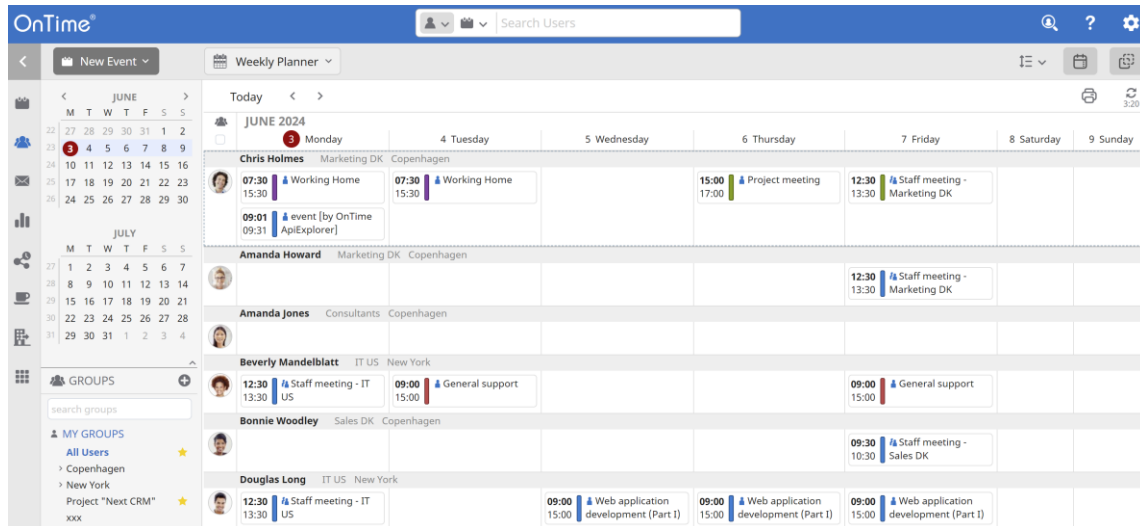 OnTime®
Search Users
New Event
Weekly Planner
JUNE
M T W T F S S
22 27 28 29 30 31 1 2
23 3 4 5 6 7 8 9
24 10 11 12 13 14 15 16
25 17 18 19 20 21 22 23
26 24 25 26 27 28 29 30
JULY
M T W T F S S
27 1 2 3 4 5 6 7
28 8 9 10 11 12 13 14
29 15 16 17 18 19 20 21
30 22 23 24 25 26 27 28
31 29 30 31 1 2 3 4
GROUPS
search groups
MY GROUPS
All Users
Copenhagen
New York
Project "Next CRM"
xxx
Today
3:20
JUNE 2024
3 Monday 4 Tuesday 5 Wednesday 6 Thursday 7 Friday 8 Saturday 9 Sunday
Chris Holmes Marketing DK Copenhagen
07:30 Working Home
15:30
09:01 event [by OnTime
09:31 ApiExplorer]
07:30 Working Home
15:30
15:00 Project meeting
17:00
12:30 Staff meeting -
13:30 Marketing DK
Amanda Howard Marketing DK Copenhagen
12:30 Staff meeting -
13:30 Marketing DK
Amanda Jones Consultants Copenhagen
Beverly Mandelblatt IT US New York
12:30 Staff meeting - IT
13:30 US
09:00 General support
15:00
09:00 General support
15:00
Bonnie Woodley Sales DK Copenhagen
09:30 Staff meeting -
10:30 Sales DK
Douglas Long IT US New York
12:30 Staff meeting - IT
13:30 US
09:00 Web application
15:00 development (Part I)
09:00 Web application
15:00 development (Part I)
09:00 Web application
15:00 development (Part I)